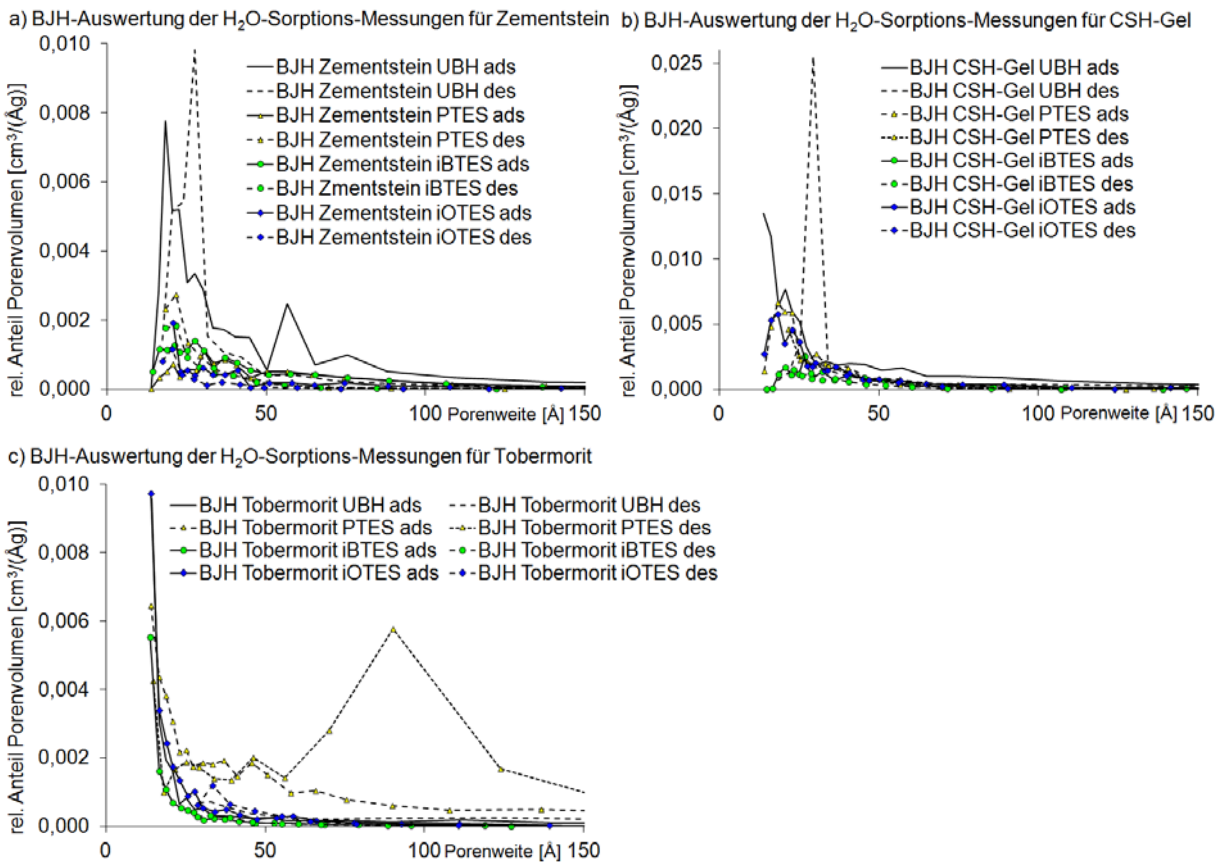 a) BJH-Auswertung der H₂O-Sorptions-Messungen für Zementstein
rel. Anteil Porenvolumen [cm³/(Åg)]
0,010
0,008
0,006
0,004
0,002
0,000
BJH Zementstein UBH ads
BJH Zementstein UBH des
BJH Zementstein PTES ads
BJH Zementstein PTES des
BJH Zementstein iBTES ads
BJH Zmentstein iBTES des
BJH Zementstein iOTES ads
BJH Zementstein iOTES des
0
50
100
Porenweite [Å]
150
b) BJH-Auswertung der H₂O-Sorptions-Messungen für CSH-Gel
rel. Anteil Porenvolumen [cm³/(Åg)]
0,025
0,020
0,015
0,010
0,005
0,000
BJH CSH-Gel UBH ads
BJH CSH-Gel UBH des
BJH CSH-Gel PTES ads
BJH CSH-Gel PTES des
BJH CSH-Gel iBTES ads
BJH CSH-Gel iBTES des
BJH CSH-Gel iOTES ads
BJH CSH-Gel iOTES des
0
50
100
Porenweite [Å]
150
c) BJH-Auswertung der H₂O-Sorptions-Messungen für Tobermorit
rel. Anteil Porenvolumen [cm³/(Åg)]
0,010
0,008
0,006
0,004
0,002
0,000
BJH Tobermorit UBH ads
BJH Tobermorit UBH des
BJH Tobermorit PTES ads
BJH Tobermorit PTES des
BJH Tobermorit iBTES ads
BJH Tobermorit iBTES des
BJH Tobermorit iOTES ads
BJH Tobermorit iOTES des
0
50
100
Porenweite [Å]
150